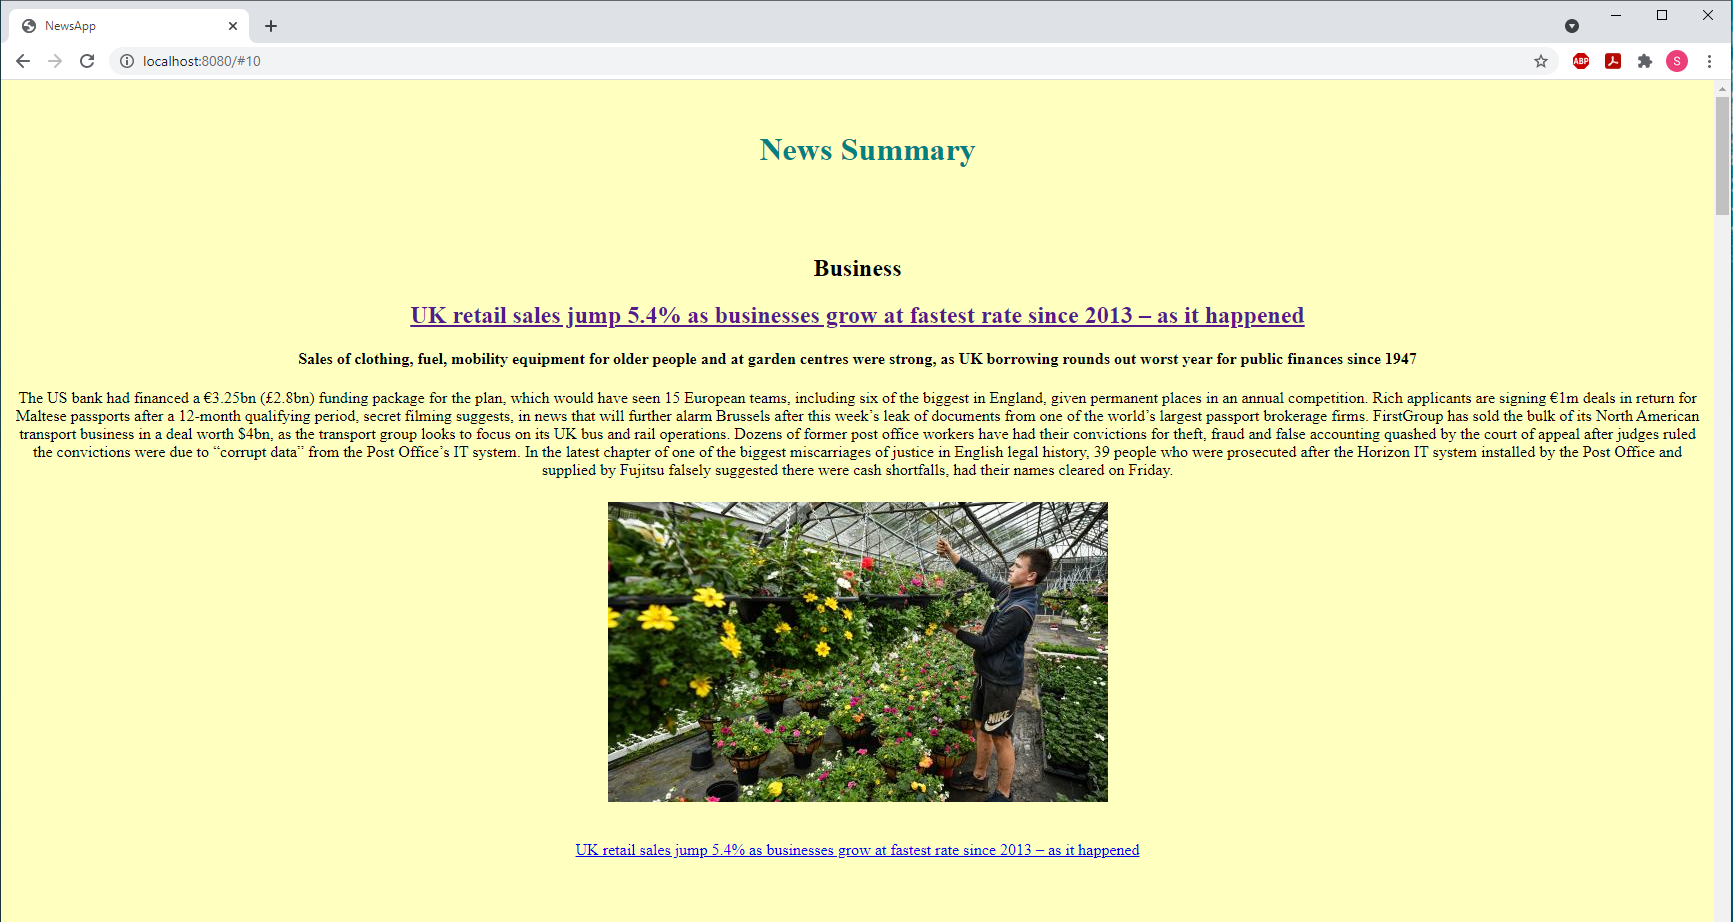 NewsApp
localhost:8080/#10
ABP
S
News Summary
Business
UK retail sales jump 5.4% as businesses grow at fastest rate since 2013 – as it happened
Sales of clothing, fuel, mobility equipment for older people and at garden centres were strong, as UK borrowing rounds out worst year for public finances since 1947
The US bank had financed a €3.25bn (£2.8bn) funding package for the plan, which would have seen 15 European teams, including six of the biggest in England, given permanent places in an annual competition. Rich applicants are signing €1m deals in return for
Maltese passports after a 12-month qualifying period, secret filming suggests, in news that will further alarm Brussels after this week’s leak of documents from one of the world’s largest passport brokerage firms. FirstGroup has sold the bulk of its North American
transport business in a deal worth $4bn, as the transport group looks to focus on its UK bus and rail operations. Dozens of former post office workers have had their convictions for theft, fraud and false accounting quashed by the court of appeal after judges ruled
the convictions were due to “corrupt data” from the Post Office’s IT system. In the latest chapter of one of the biggest miscarriages of justice in English legal history, 39 people who were prosecuted after the Horizon IT system installed by the Post Office and
supplied by Fujitsu falsely suggested there were cash shortfalls, had their names cleared on Friday.
NIKE
UK retail sales jump 5.4% as businesses grow at fastest rate since 2013 – as it happened